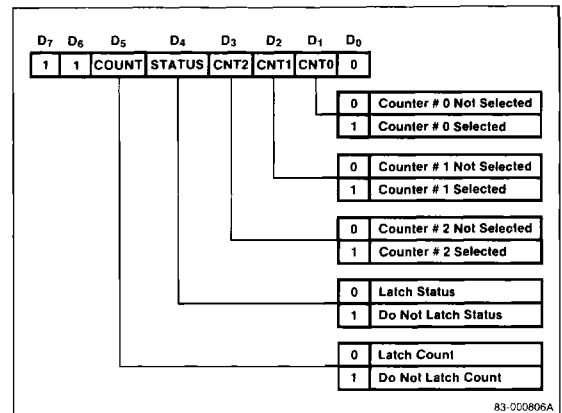 D7 D6 D5 D4 D3 D2 D1 D0
1 1 COUNT STATUS CNT2 CNT1 CNT0 0
0 Counter # 0 Not Selected
1 Counter # 0 Selected
0 Counter # 1 Not Selected
1 Counter # 1 Selected
0 Counter # 2 Not Selected
1 Counter # 2 Selected
0 Latch Status
1 Do Not Latch Status
0 Latch Count
1 Do Not Latch Count
83-000806A